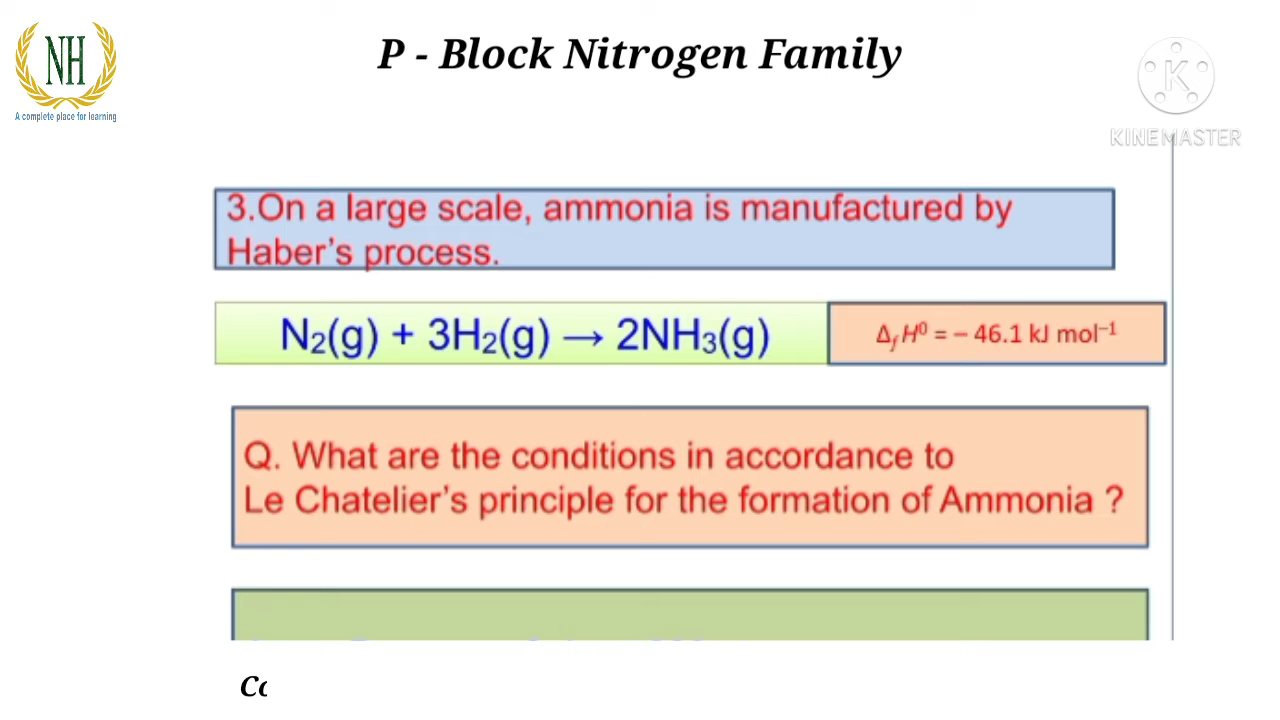 P - Block Nitrogen Family
NH
A complete place for learning
K
KINEMASTER
3.On a large scale, ammonia is manufactured by
Haber's process.
N₂(g) + 3H₂(g) → 2NH₃(g)
Δ_f H⁰ = – 46.1 kJ mol⁻¹
Q. What are the conditions in accordance to
Le Chatelier's principle for the formation of Ammonia ?